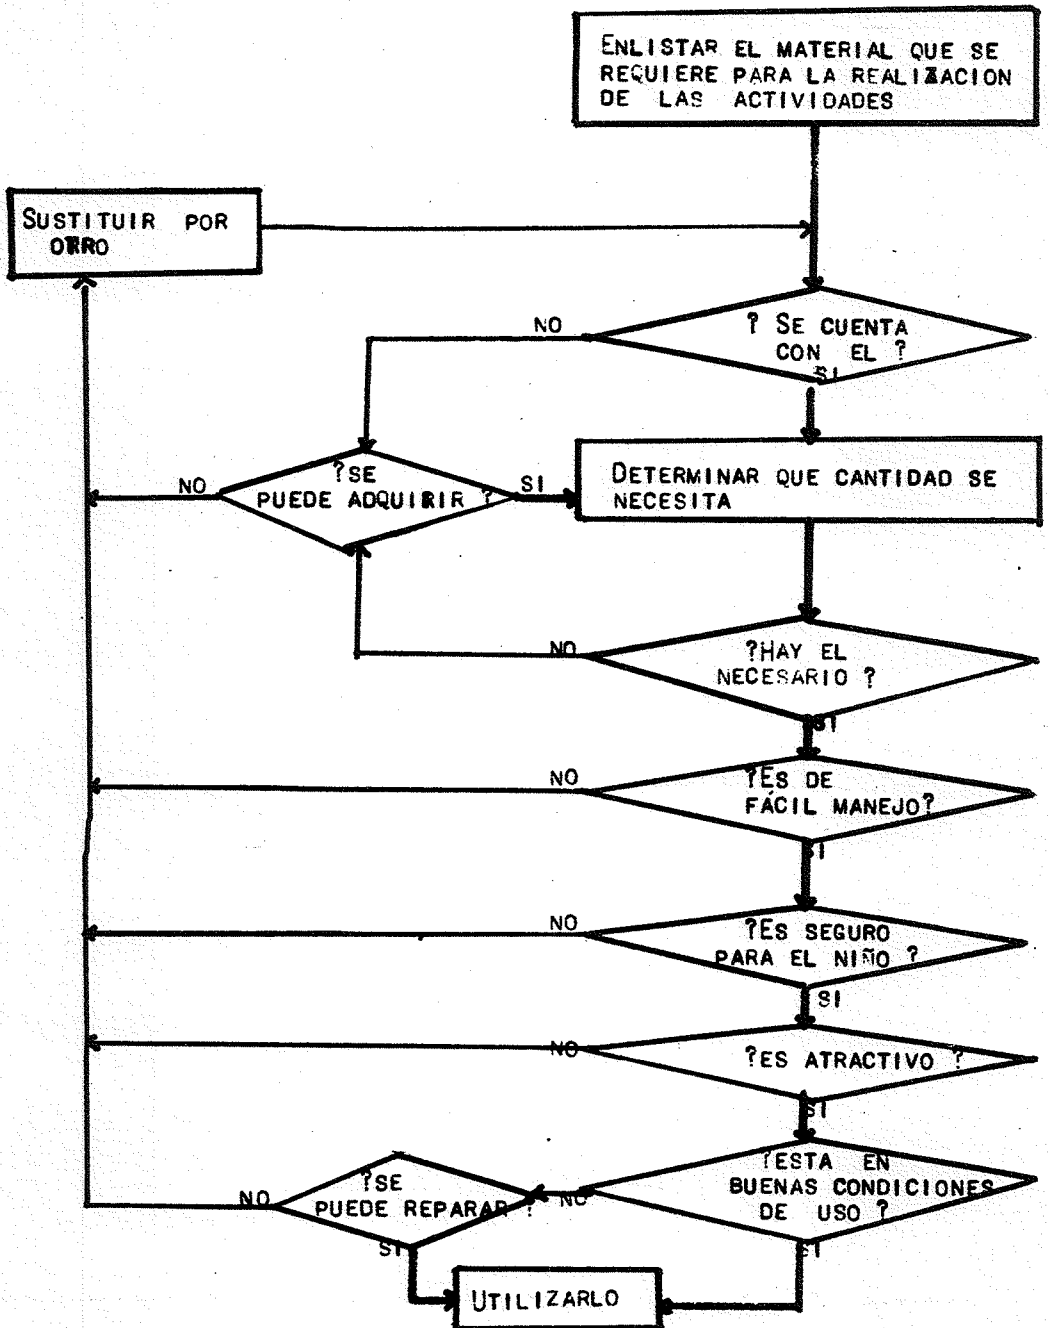 ENLISTAR EL MATERIAL QUE SE
REQUIERE PARA LA REALIZACION
DE LAS ACTIVIDADES
SUSTITUIR POR
OTRO
NO
? SE CUENTA
CON EL ?
SI
NO
?SE
PUEDE ADQUIRIR ?
SI
DETERMINAR QUE CANTIDAD SE
NECESITA
NO
?HAY EL
NECESARIO ?
SI
NO
?ES DE
FÁCIL MANEJO?
SI
NO
?ES SEGURO
PARA EL NIÑO ?
SI
NO
?ES ATRACTIVO ?
SI
NO
?SE
PUEDE REPARAR ?
SI
NO
?ESTA EN
BUENAS CONDICIONES
DE USO ?
SI
UTILIZARLO